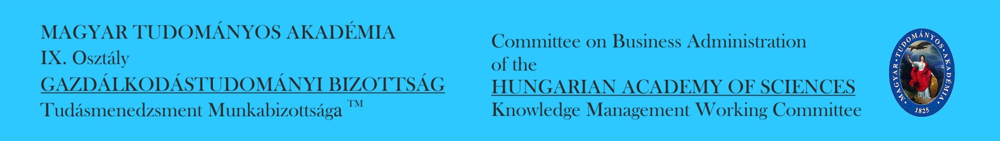 MAGYAR TUDOMÁNYOS AKADÉMIA
IX. Osztály
GAZDÁLKODÁSTUDOMÁNYI BIZOTTSÁG
Tudásmenedzsment Munkabizottsága ™
Committee on Business Administration
of the
HUNGARIAN ACADEMY OF SCIENCES
Knowledge Management Working Committee
·MAGYAR·TUDOMÁNYOS·AKADÉMIA·
1825